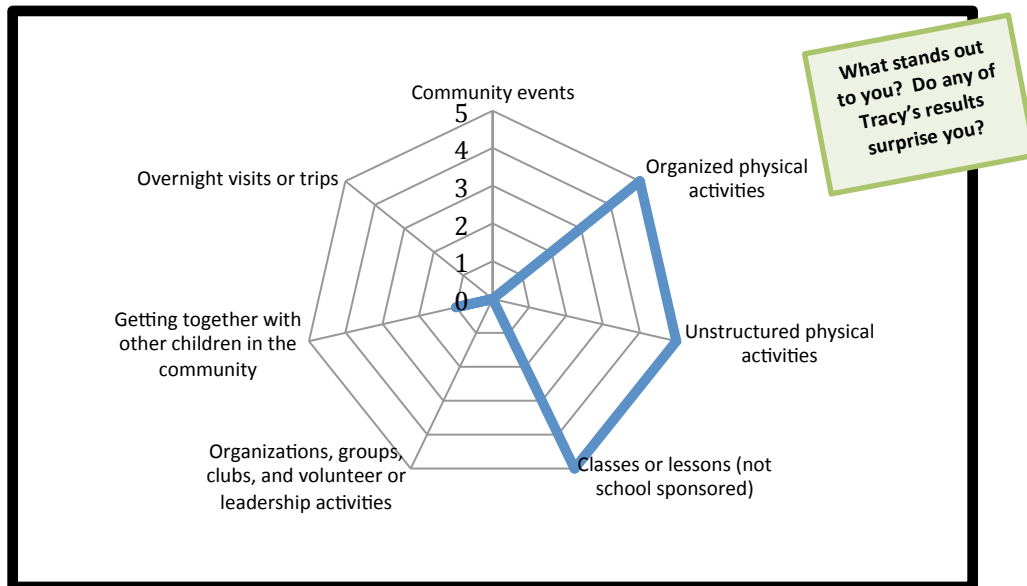 What stands out
to you? Do any of
Tracy's results
surprise you?
Community events
5
4
3
2
1
0
Organized physical
activities
Overnight visits or trips
Unstructured physical
activities
Getting together with
other children in the
community
Classes or lessons (not
school sponsored)
Organizations, groups,
clubs, and volunteer or
leadership activities